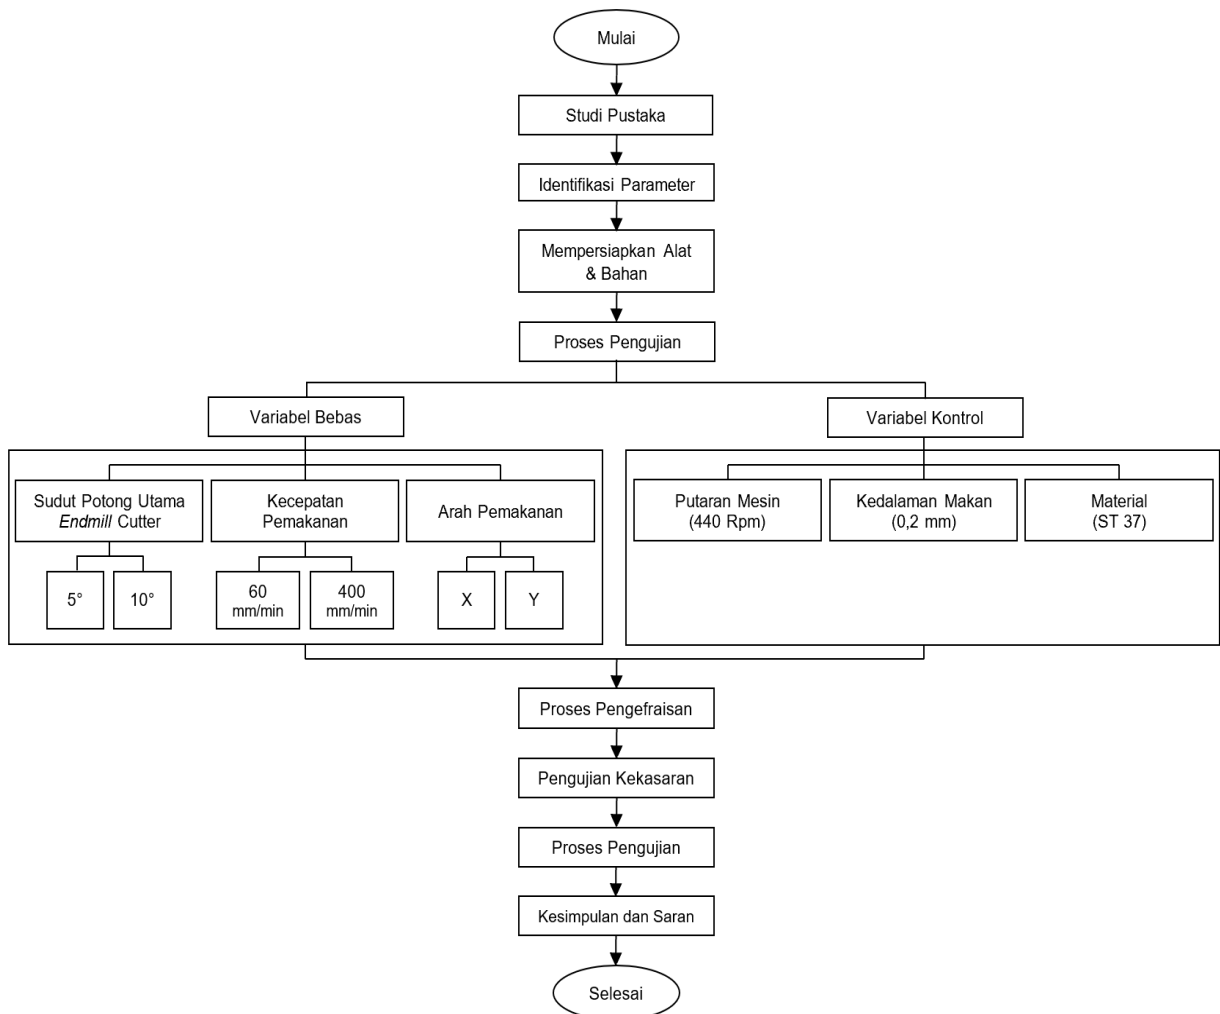 Mulai
Studi Pustaka
Identifikasi Parameter
Mempersiapkan Alat
& Bahan
Proses Pengujian
Variabel Bebas
Variabel Kontrol
Sudut Potong Utama
Endmill Cutter
Kecepatan
Pemakanan
Arah Pemakanan
Putaran Mesin
(440 Rpm)
Kedalaman Makan
(0,2 mm)
Material
(ST 37)
5°
10°
60
mm/min
400
mm/min
X
Y
Proses Pengefraisan
Pengujian Kekasaran
Proses Pengujian
Kesimpulan dan Saran
Selesai